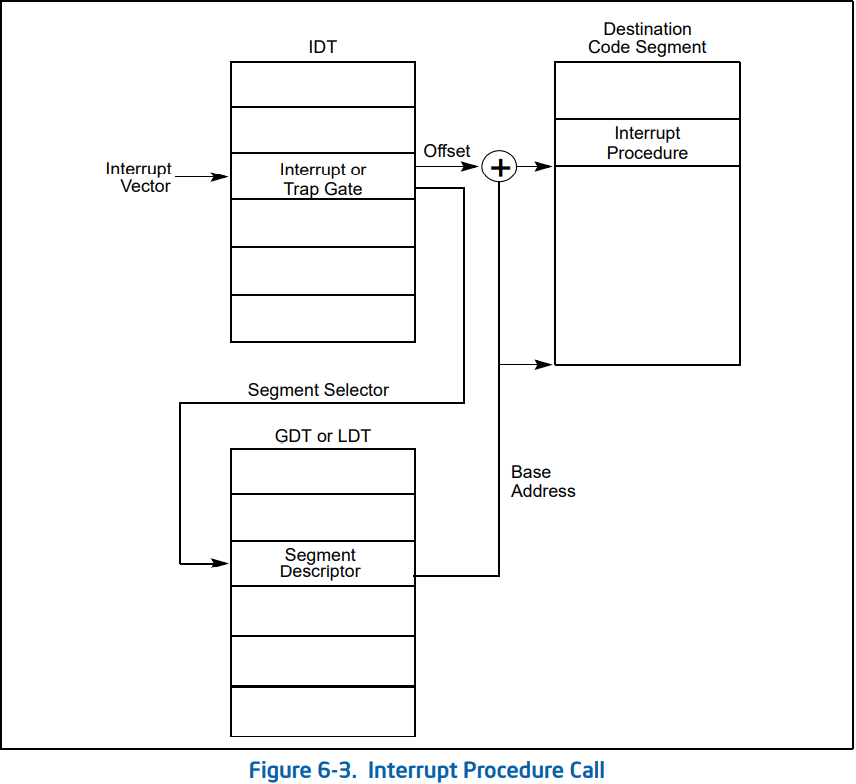 IDT
Destination
Code Segment
Interrupt
Vector
Interrupt or
Trap Gate
Offset
+
Interrupt
Procedure
Segment Selector
GDT or LDT
Base
Address
Segment
Descriptor
Figure 6-3. Interrupt Procedure Call